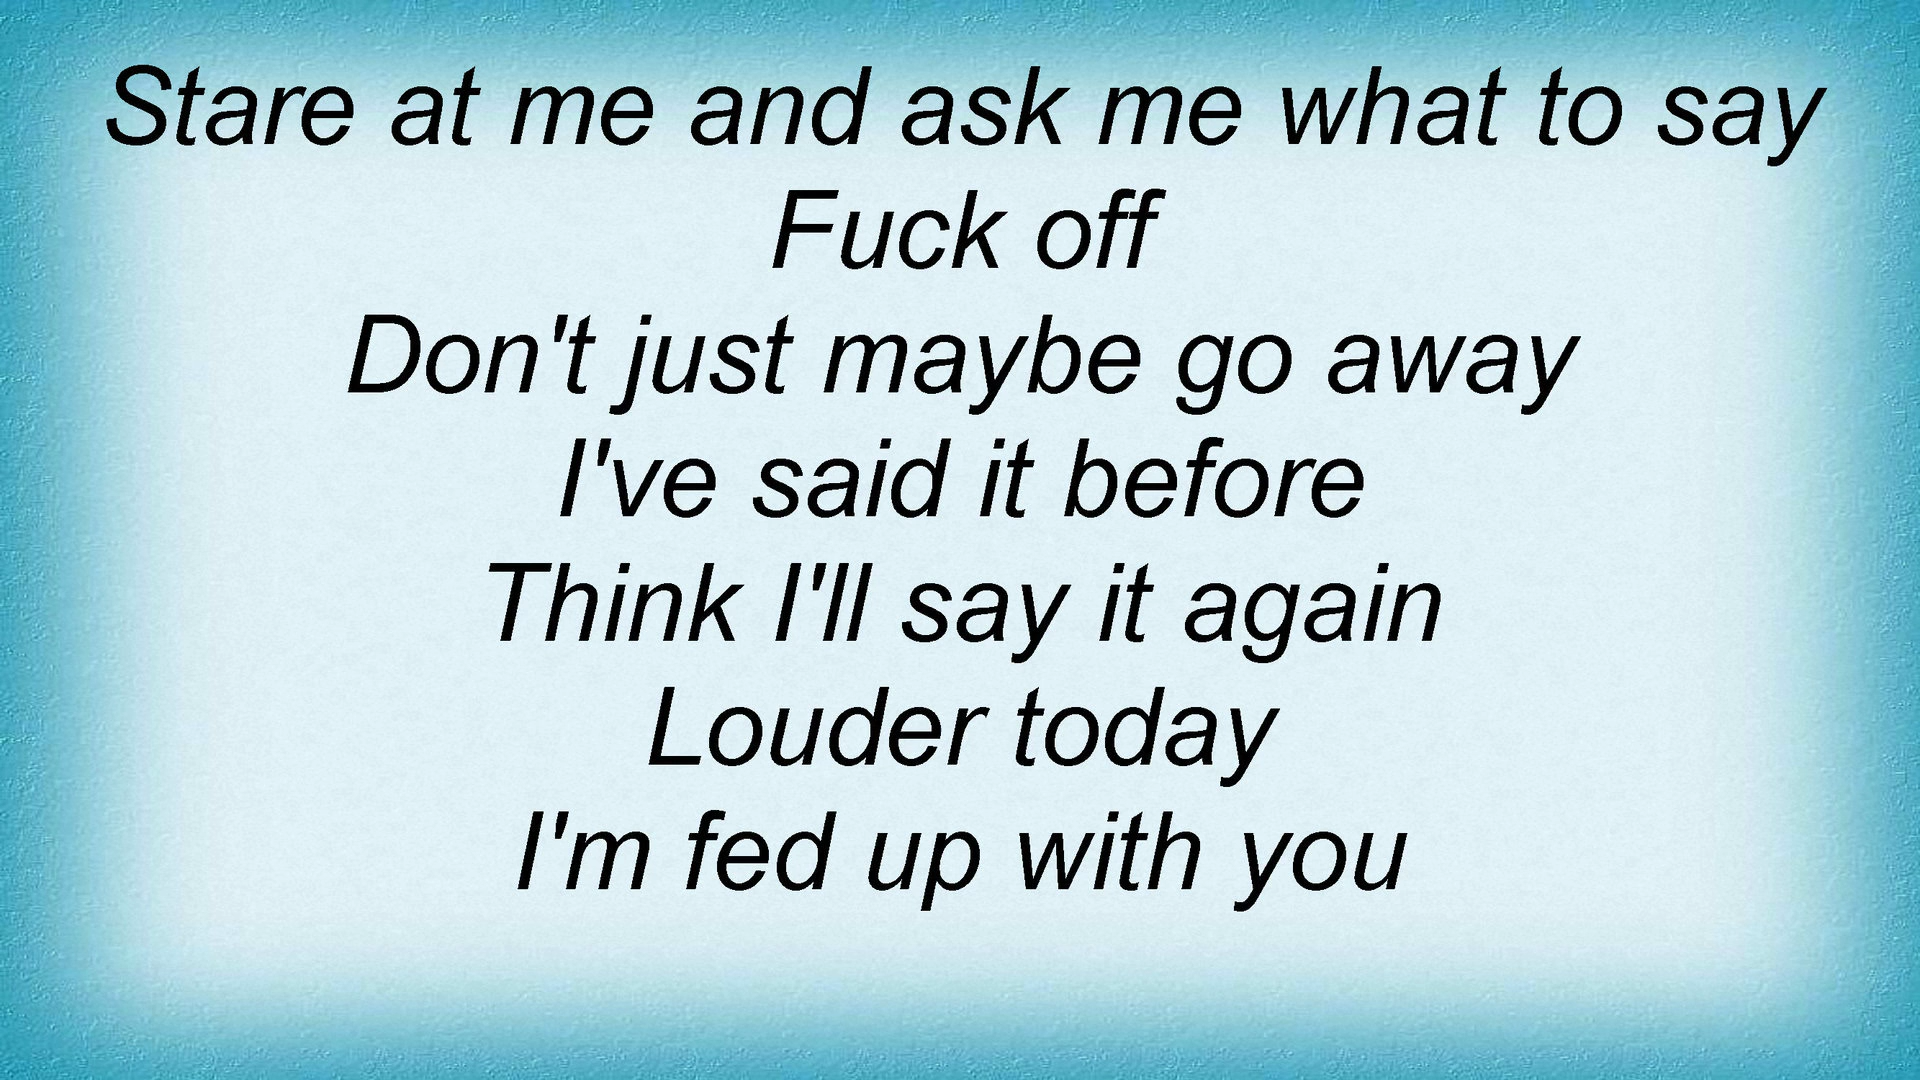 Stare at me and ask me what to say
Fuck off
Don't just maybe go away
I've said it before
Think I'll say it again
Louder today
I'm fed up with you